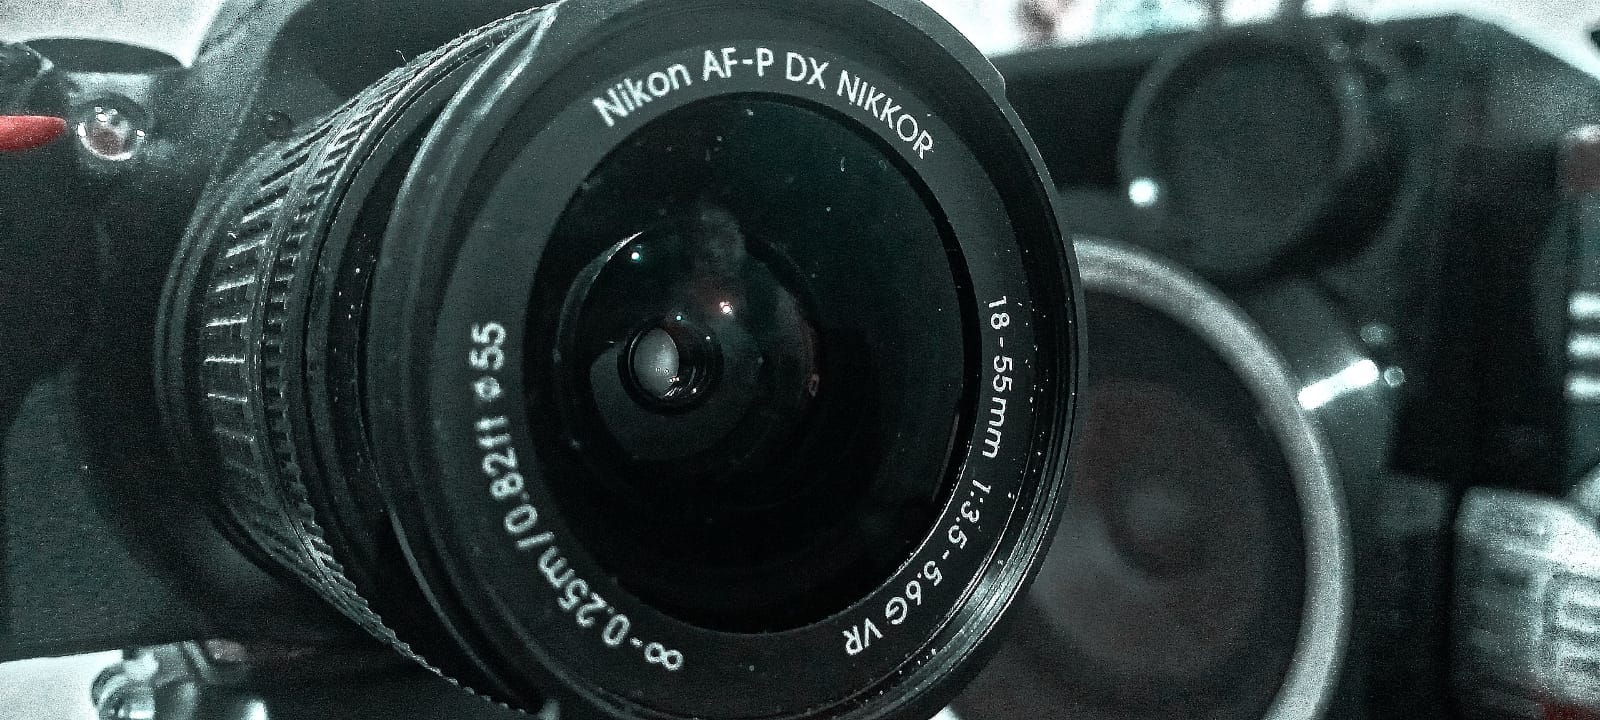 Nikon AF-P DX NIKKOR
18-55mm 1:3.5-5.6G VR
∞-0.25m/0.82ft ⌀55